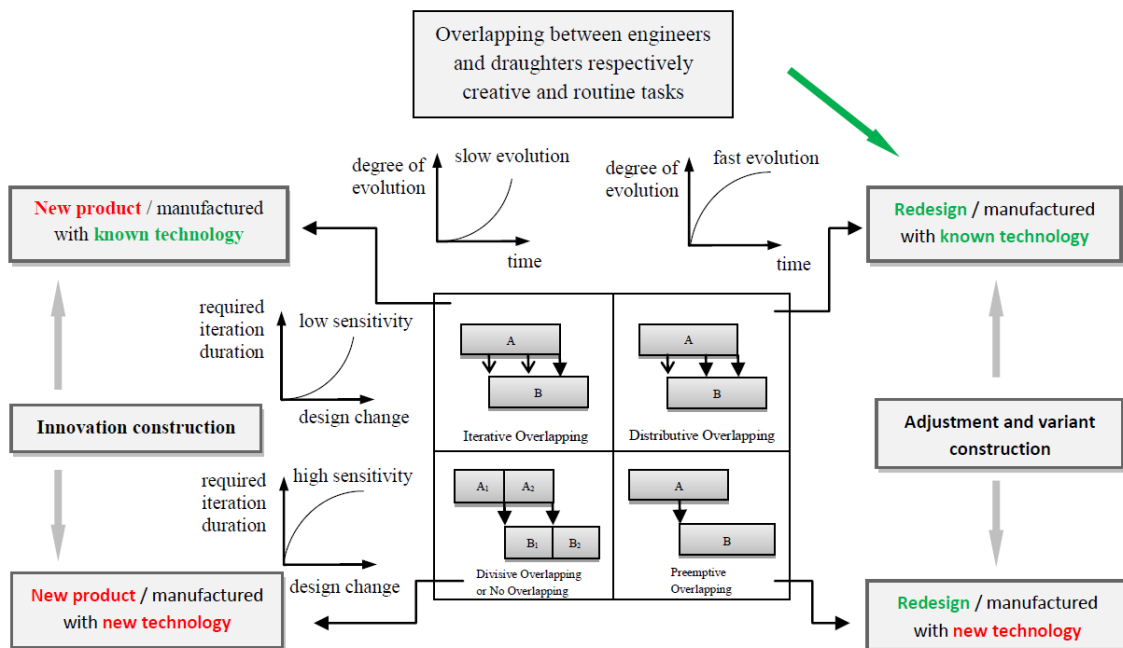 Overlapping between engineers
and draughters respectively
creative and routine tasks
degree of
evolution
slow evolution
time
degree of
evolution
fast evolution
time
New product / manufactured
with known technology
Redesign / manufactured
with known technology
required
iteration
duration
low sensitivity
design change
A
B
Iterative Overlapping
A
B
Distributive Overlapping
Innovation construction
Adjustment and variant
construction
required
iteration
duration
high sensitivity
design change
A1 A2
B1 B2
Divisive Overlapping
or No Overlapping
A
B
Preemptive
Overlapping
New product / manufactured
with new technology
Redesign / manufactured
with new technology